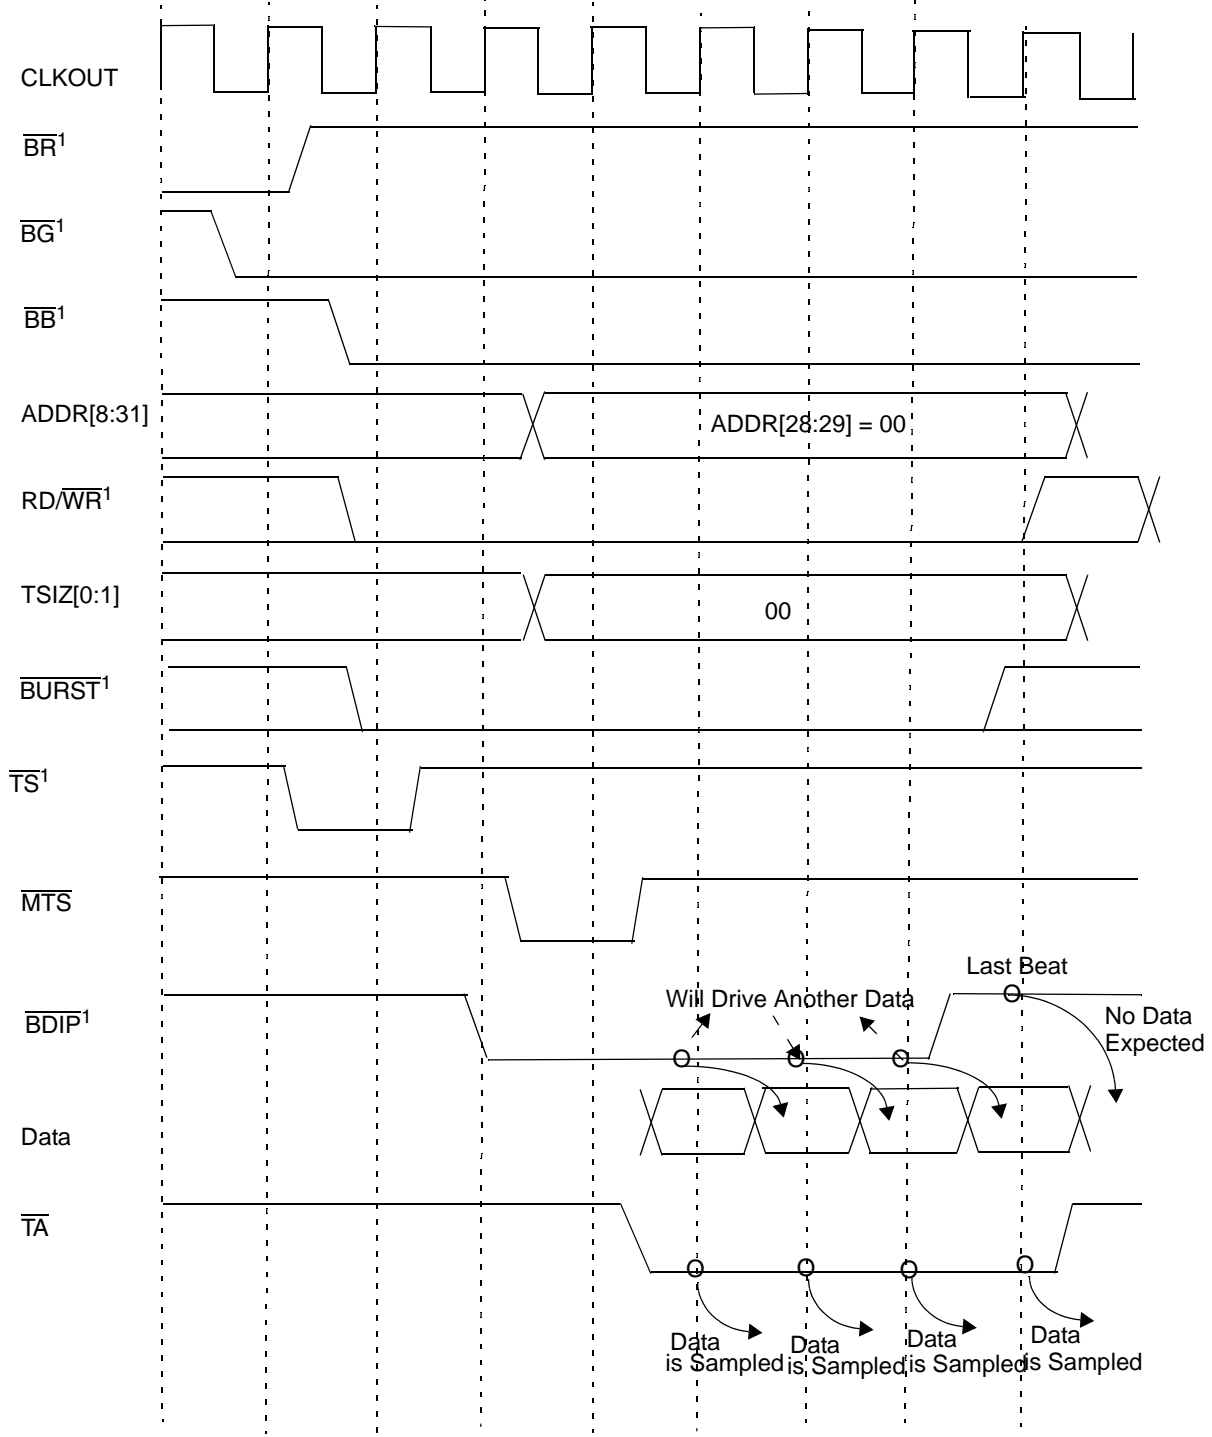 CLKOUT
BR1
BG1
BB1
ADDR[8:31]
ADDR[28:29] = 00
RD/WR1
TSIZ[0:1]
00
BURST1
TS1
MTS
Last Beat
Will Drive Another Data
BDIP1
No Data
Expected
Data
TA
Data
is Sampled
Data
is Sampled
Data
is Sampled
Data
is Sampled